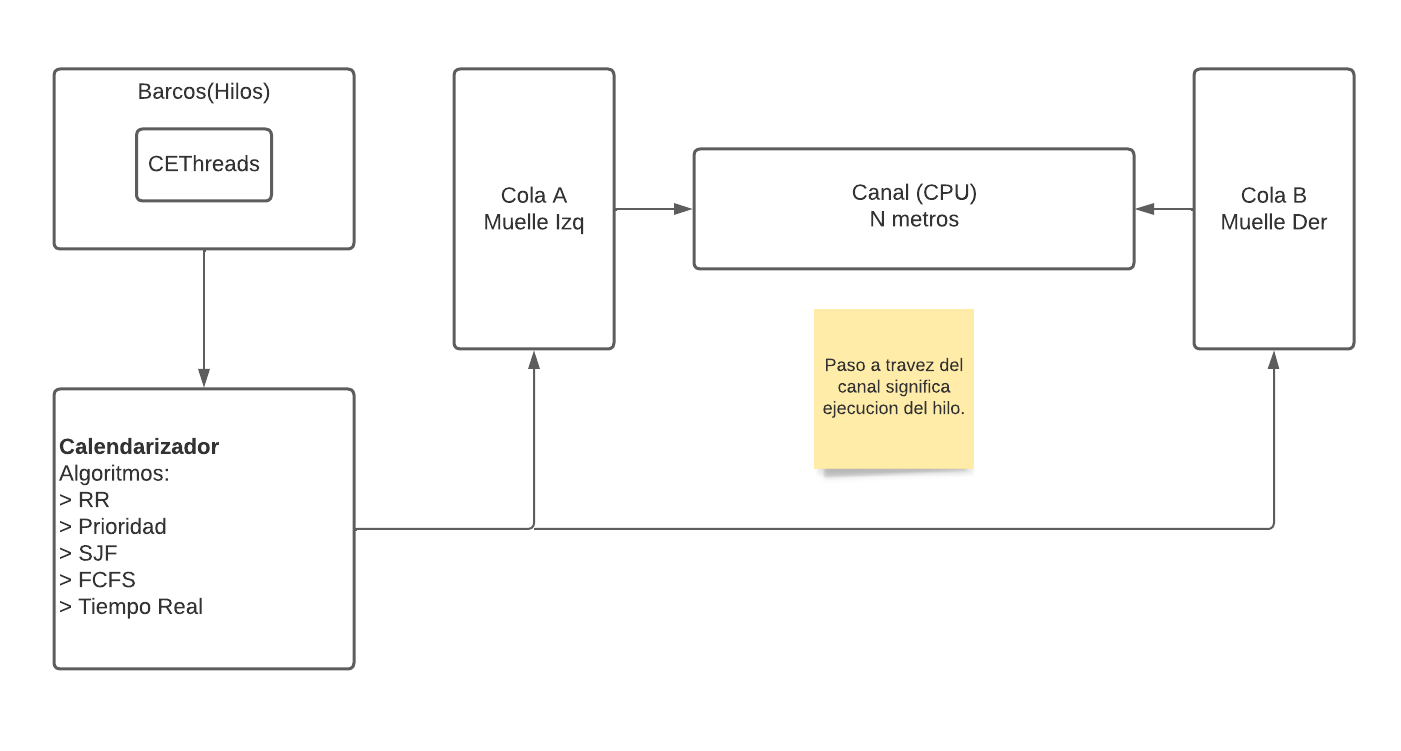 Barcos(Hilos)
CEThreads
Cola A
Muelle Izq
Canal (CPU)
N metros
Cola B
Muelle Der
Paso a travez del
canal significa
ejecucion del hilo.
Calendarizador
Algoritmos:
> RR
> Prioridad
> SJF
> FCFS
> Tiempo Real